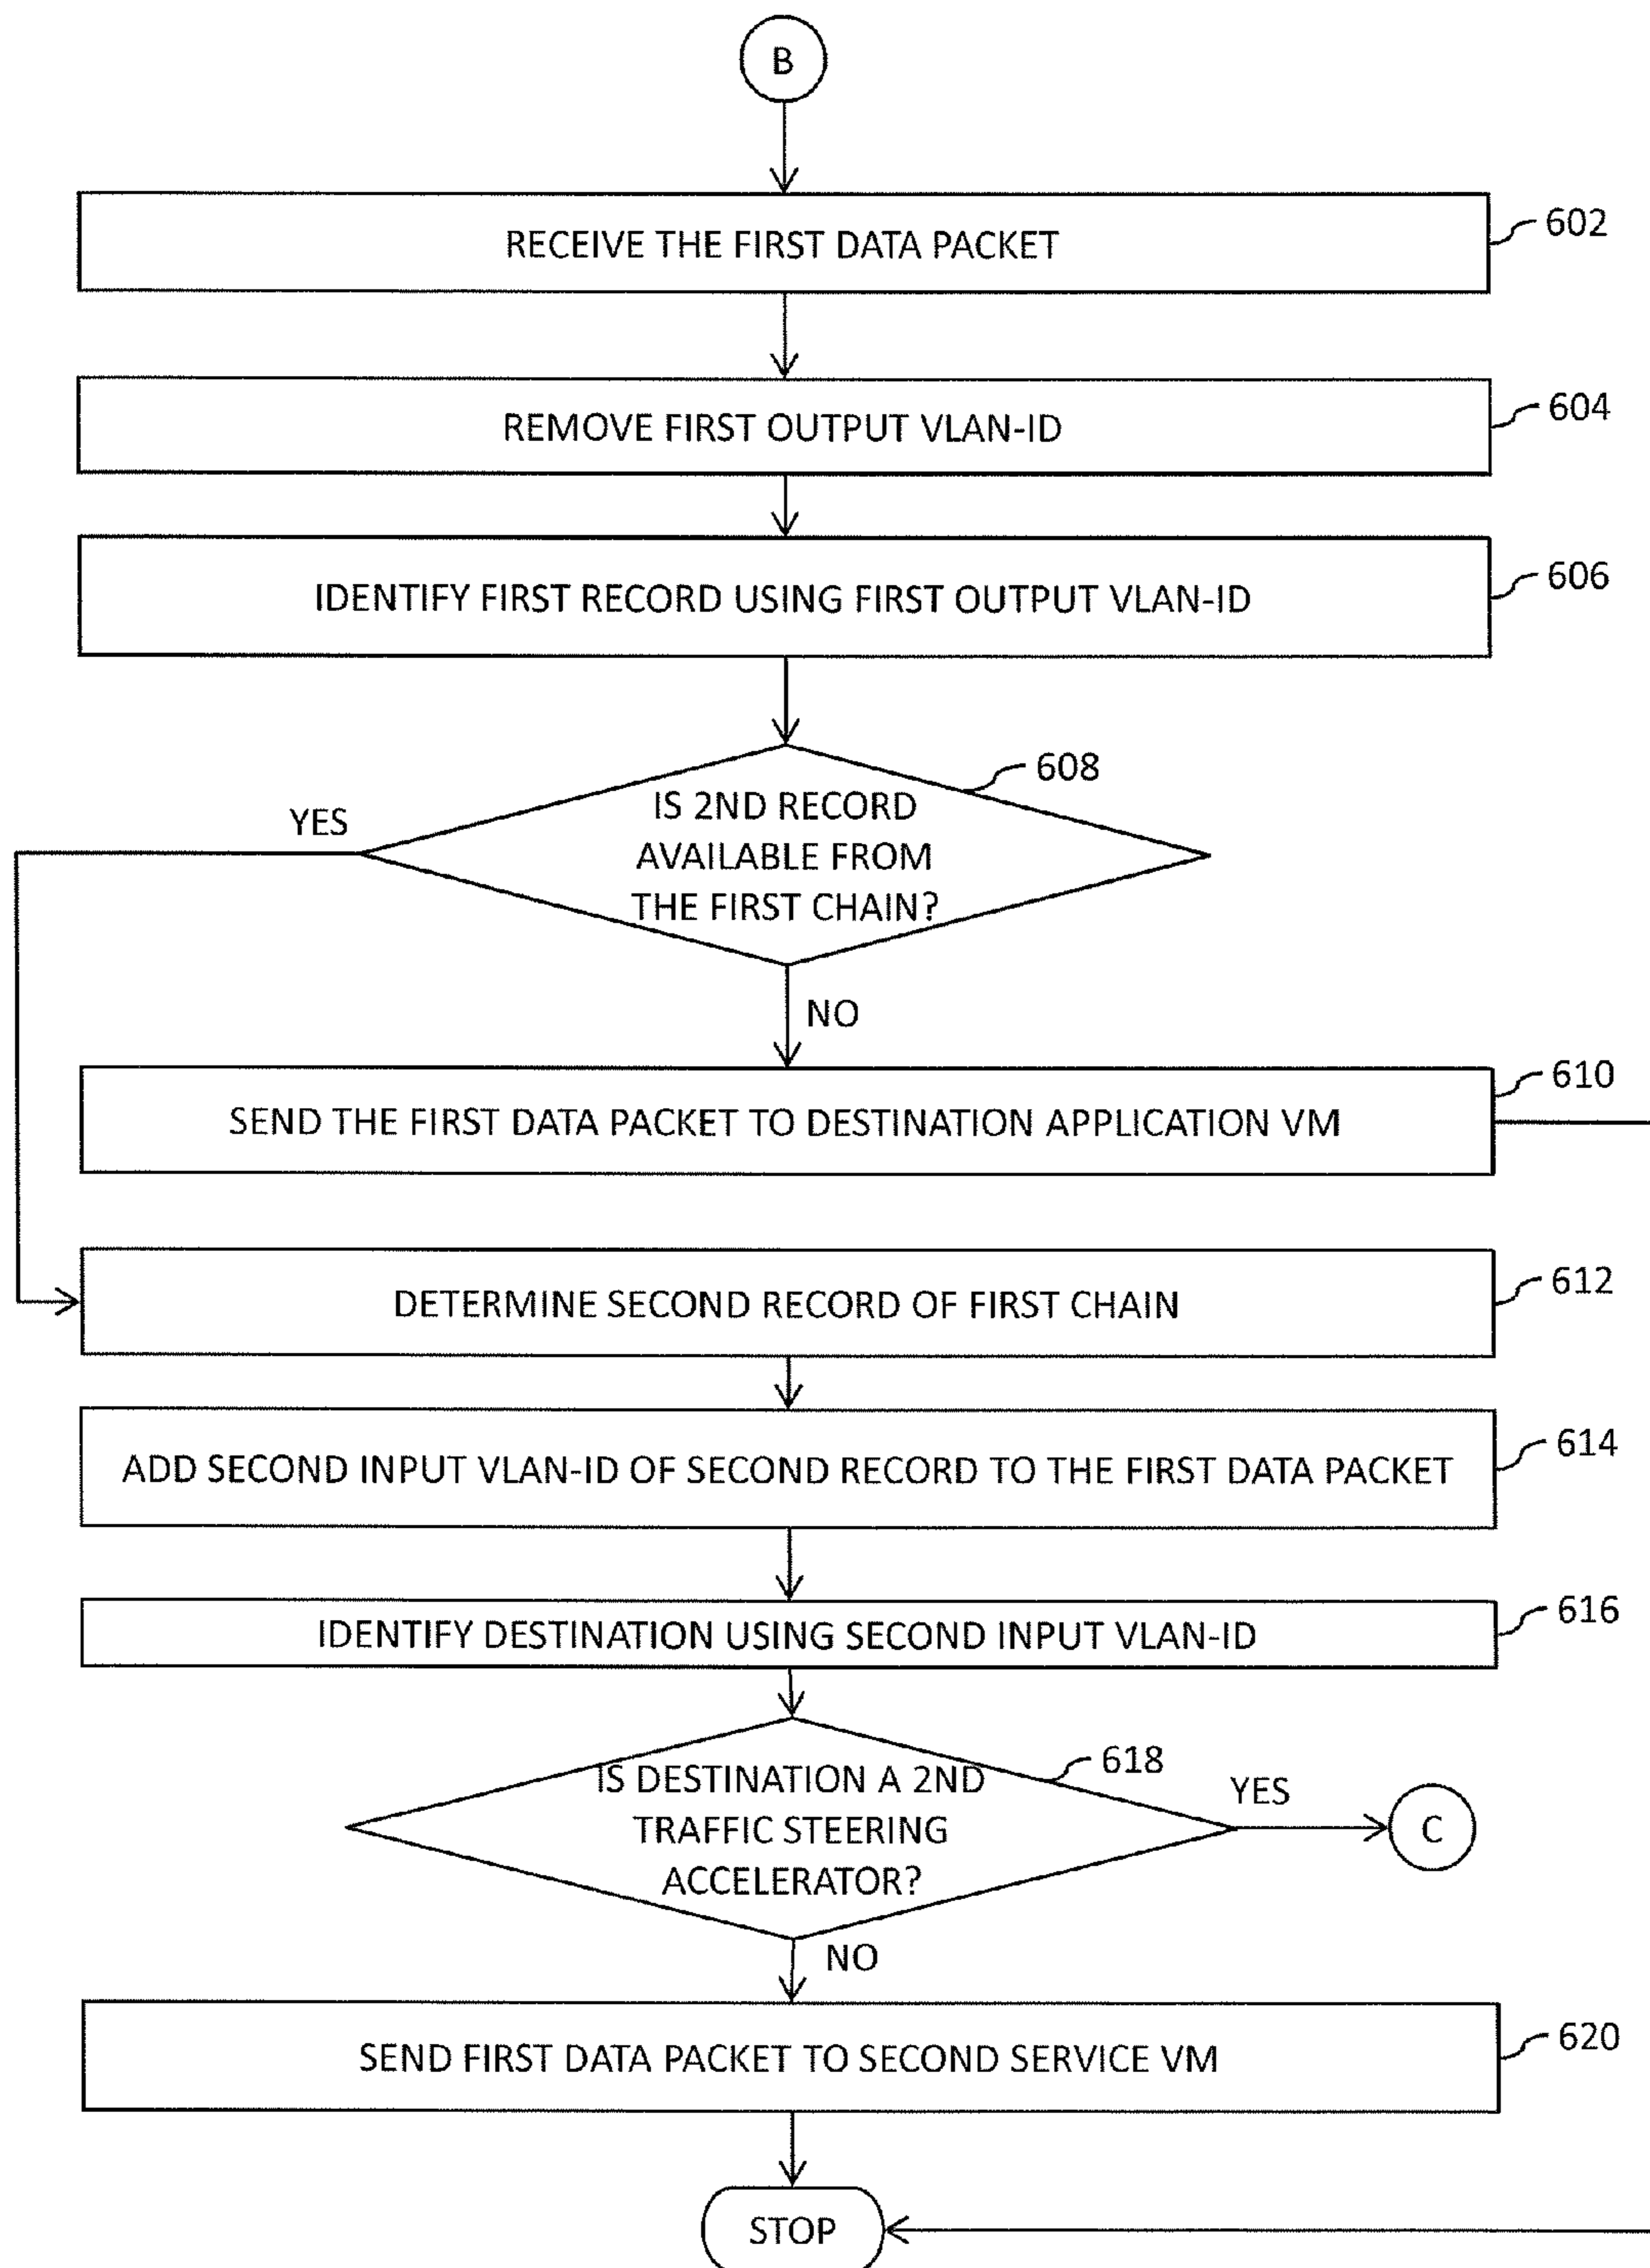 B
RECEIVE THE FIRST DATA PACKET
602
REMOVE FIRST OUTPUT VLAN-ID
604
IDENTIFY FIRST RECORD USING FIRST OUTPUT VLAN-ID
606
608
IS 2ND RECORD
AVAILABLE FROM
THE FIRST CHAIN?
YES
NO
SEND THE FIRST DATA PACKET TO DESTINATION APPLICATION VM
610
DETERMINE SECOND RECORD OF FIRST CHAIN
612
ADD SECOND INPUT VLAN-ID OF SECOND RECORD TO THE FIRST DATA PACKET
614
IDENTIFY DESTINATION USING SECOND INPUT VLAN-ID
616
618
IS DESTINATION A 2ND
TRAFFIC STEERING
ACCELERATOR?
YES
C
NO
SEND FIRST DATA PACKET TO SECOND SERVICE VM
620
STOP